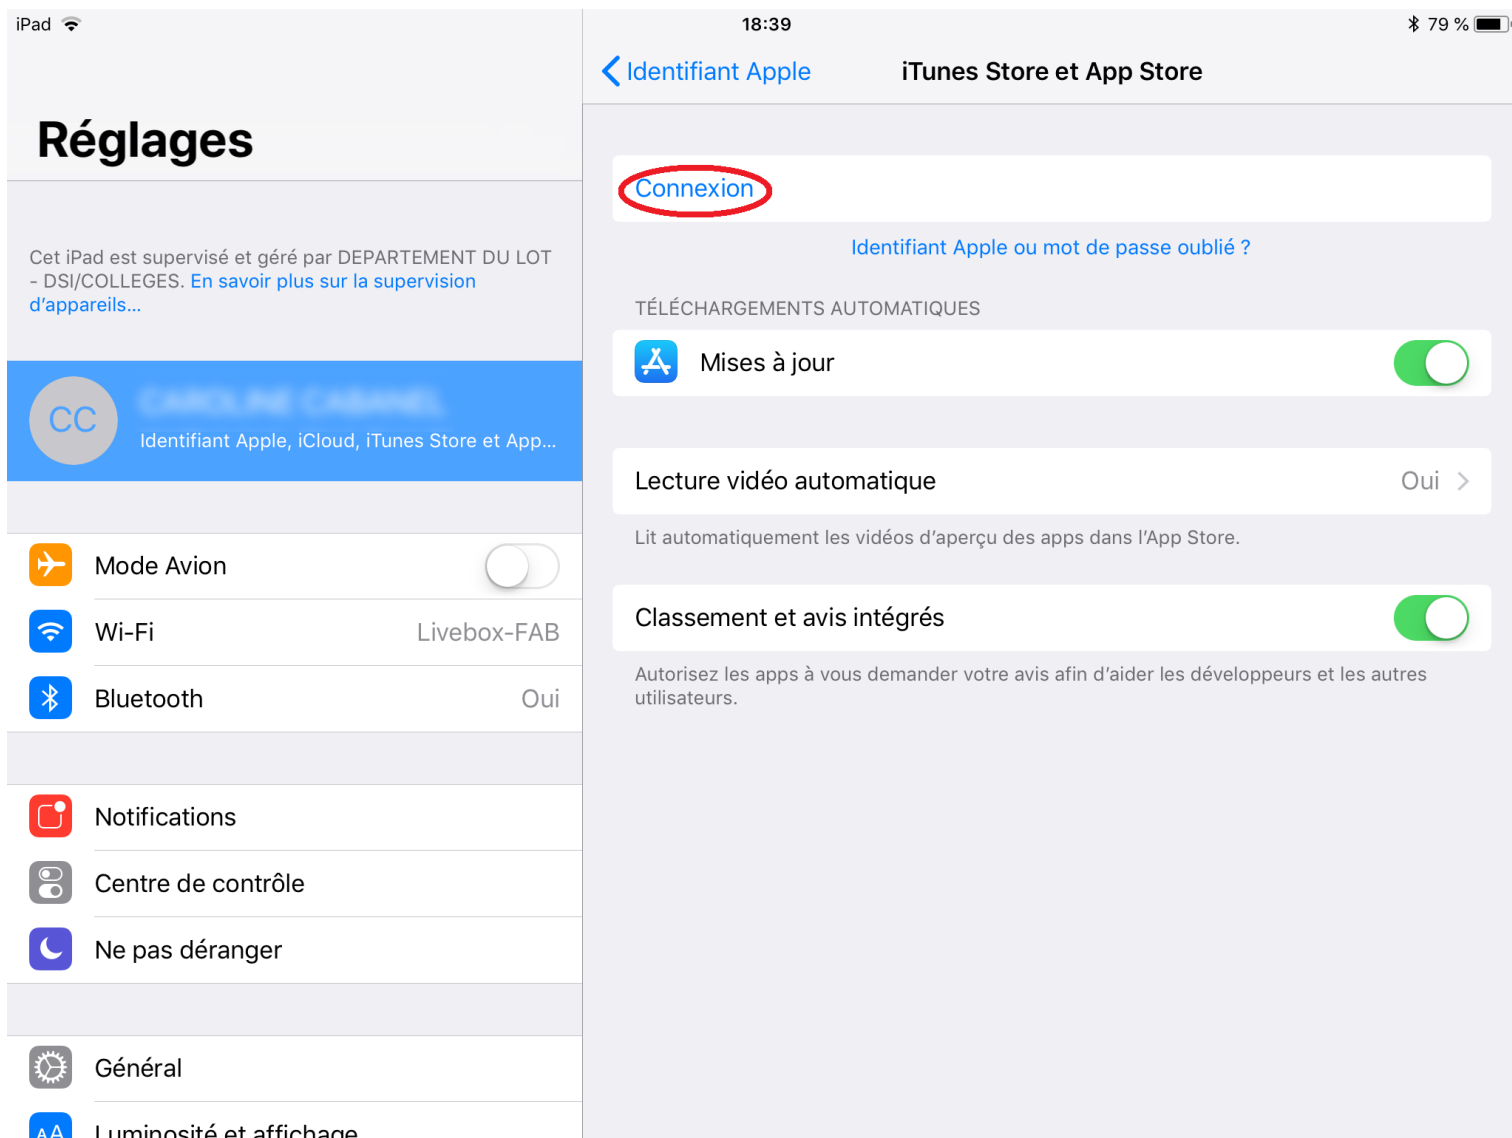 iPad
18:39
79 %
Réglages
Identifiant Apple
iTunes Store et App Store
Cet iPad est supervisé et géré par DEPARTEMENT DU LOT
- DSI/COLLEGES. En savoir plus sur la supervision
d’appareils...
CC
Identifiant Apple, iCloud, iTunes Store et App...
Mode Avion
Wi-Fi
Livebox-FAB
Bluetooth
Oui
Notifications
Centre de contrôle
Ne pas déranger
Général
AA
Luminosité et affichage
Connexion
Identifiant Apple ou mot de passe oublié ?
TÉLÉCHARGEMENTS AUTOMATIQUES
Mises à jour
Lecture vidéo automatique
Oui
Lit automatiquement les vidéos d’aperçu des apps dans l’App Store.
Classement et avis intégrés
Autorisez les apps à vous demander votre avis afin d’aider les développeurs et les autres
utilisateurs.